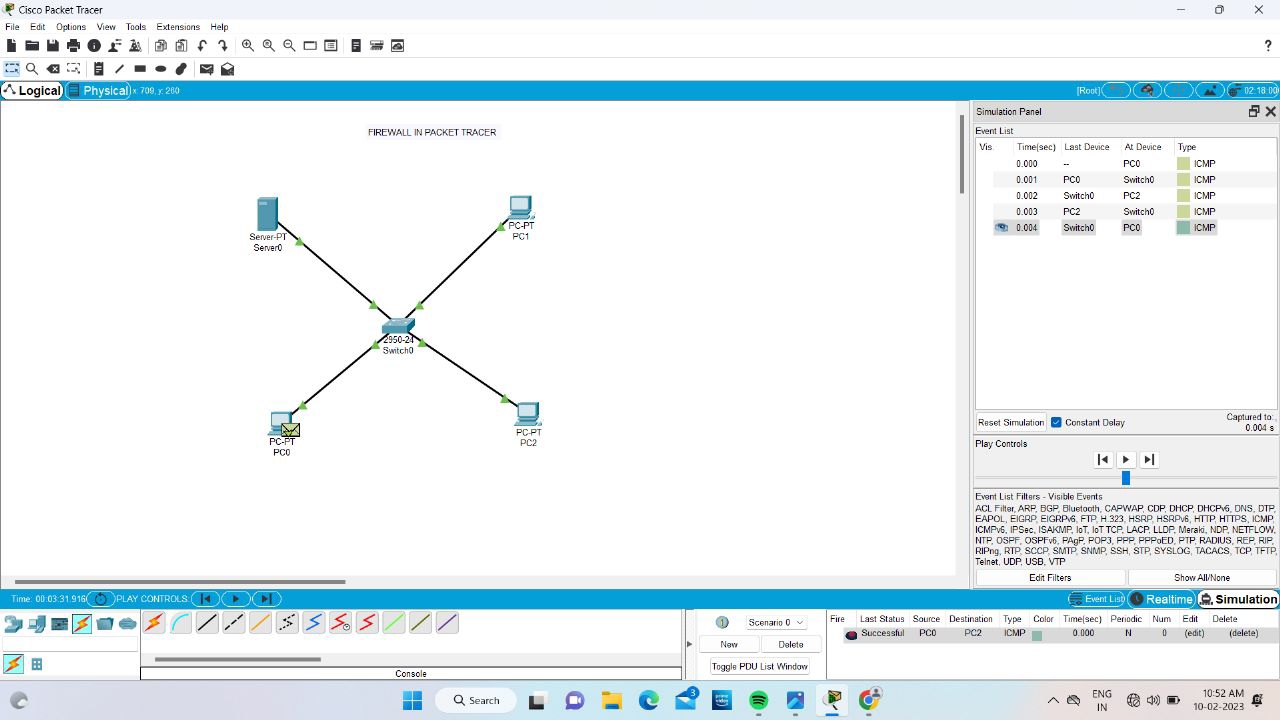 Cisco Packet Tracer
File Edit Options View Tools Extensions Help
?
Logical Physical x: 709, y: 260 [Root] 02:18:00
FIREWALL IN PACKET TRACER
Server-PT
Server0
PC-PT
PC1
2950-24
Switch0
PC-PT
PC0
PC-PT
PC2
Simulation Panel
Event List
Vis. Time(sec) Last Device At Device Type
0.000 -- PC0 ICMP
0.001 PC0 Switch0 ICMP
0.002 Switch0 PC2 ICMP
0.003 PC2 Switch0 ICMP
0.004 Switch0 PC0 ICMP
Reset Simulation Constant Delay Captured to:
0.004 s
Play Controls
Event List Filters - Visible Events
ACL Filter, ARP, BGP, Bluetooth, CAPWAP, CDP, DHCP, DHCPv6, DNS, DTP,
EAPOL, EIGRP, EIGRPv6, FTP, H.323, HSRP, HSRPv6, HTTP, HTTPS, ICMP,
ICMPv6, IPSec, ISAKMP, IoT, IoT TCP, LACP, LLDP, Meraki, NDP, NETFLOW,
NTP, OSPF, OSPFv6, PAgP, POP3, PPP, PPPoED, PTP, RADIUS, REP, RIP,
RIPng, RTP, SCCP, SMTP, SNMP, SSH, STP, SYSLOG, TACACS, TCP, TFTP,
Telnet, UDP, USB, VTP
Edit Filters Show All/None
Time: 00:03:31.916 PLAY CONTROLS: Event List Realtime Simulation
Scenario 0
New Delete
Toggle PDU List Window
Fire Last Status Source Destination Type Color Time(sec) Periodic Num Edit Delete
Successful PC0 PC2 ICMP 0.000 N 0 (edit) (delete)
Console
Search
3
prime video
ENG
IN
10:52 AM
10-02-2023